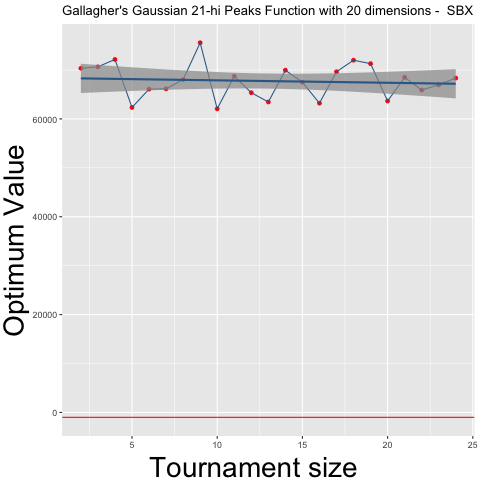 Gallagher's Gaussian 21-hi Peaks Function with 20 dimensions - SBX
Optimum Value
60000
40000
20000
0
5 10 15 20 25
Tournament size